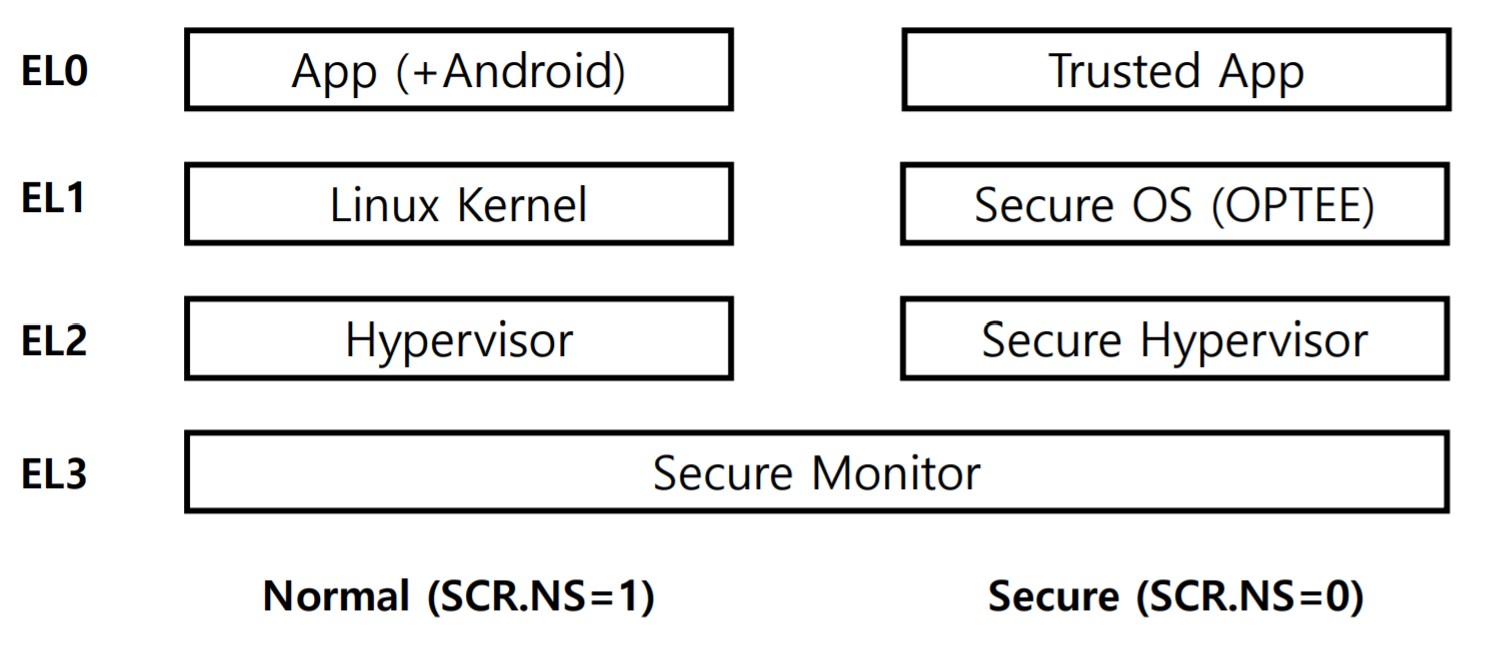 EL0
App (+Android)
Trusted App
EL1
Linux Kernel
Secure OS (OPTEE)
EL2
Hypervisor
Secure Hypervisor
EL3
Secure Monitor
Normal (SCR.NS=1)
Secure (SCR.NS=0)